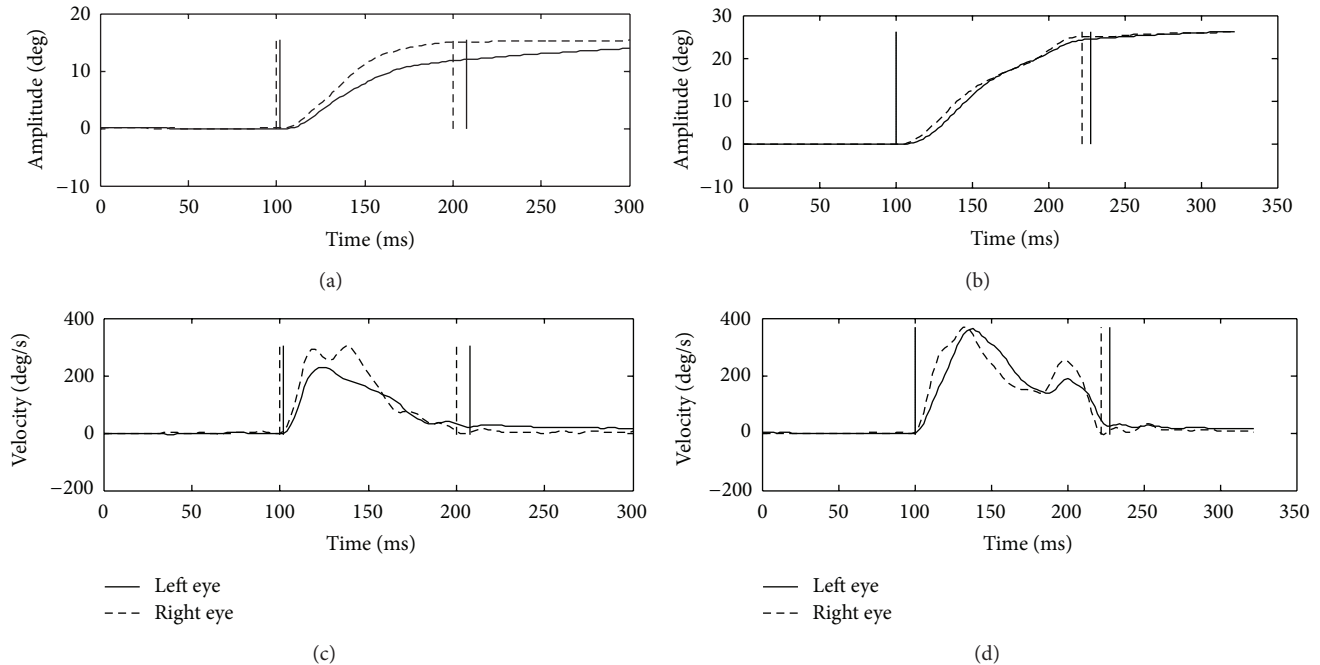 20
10
0
−10
Amplitude (deg)
0 50 100 150 200 250 300
Time (ms)
(a)
30
20
10
0
−10
Amplitude (deg)
0 50 100 150 200 250 300 350
Time (ms)
(b)
400
200
0
−200
Velocity (deg/s)
0 50 100 150 200 250 300
Time (ms)
Left eye
Right eye
(c)
400
200
0
−200
Velocity (deg/s)
0 50 100 150 200 250 300 350
Time (ms)
Left eye
Right eye
(d)